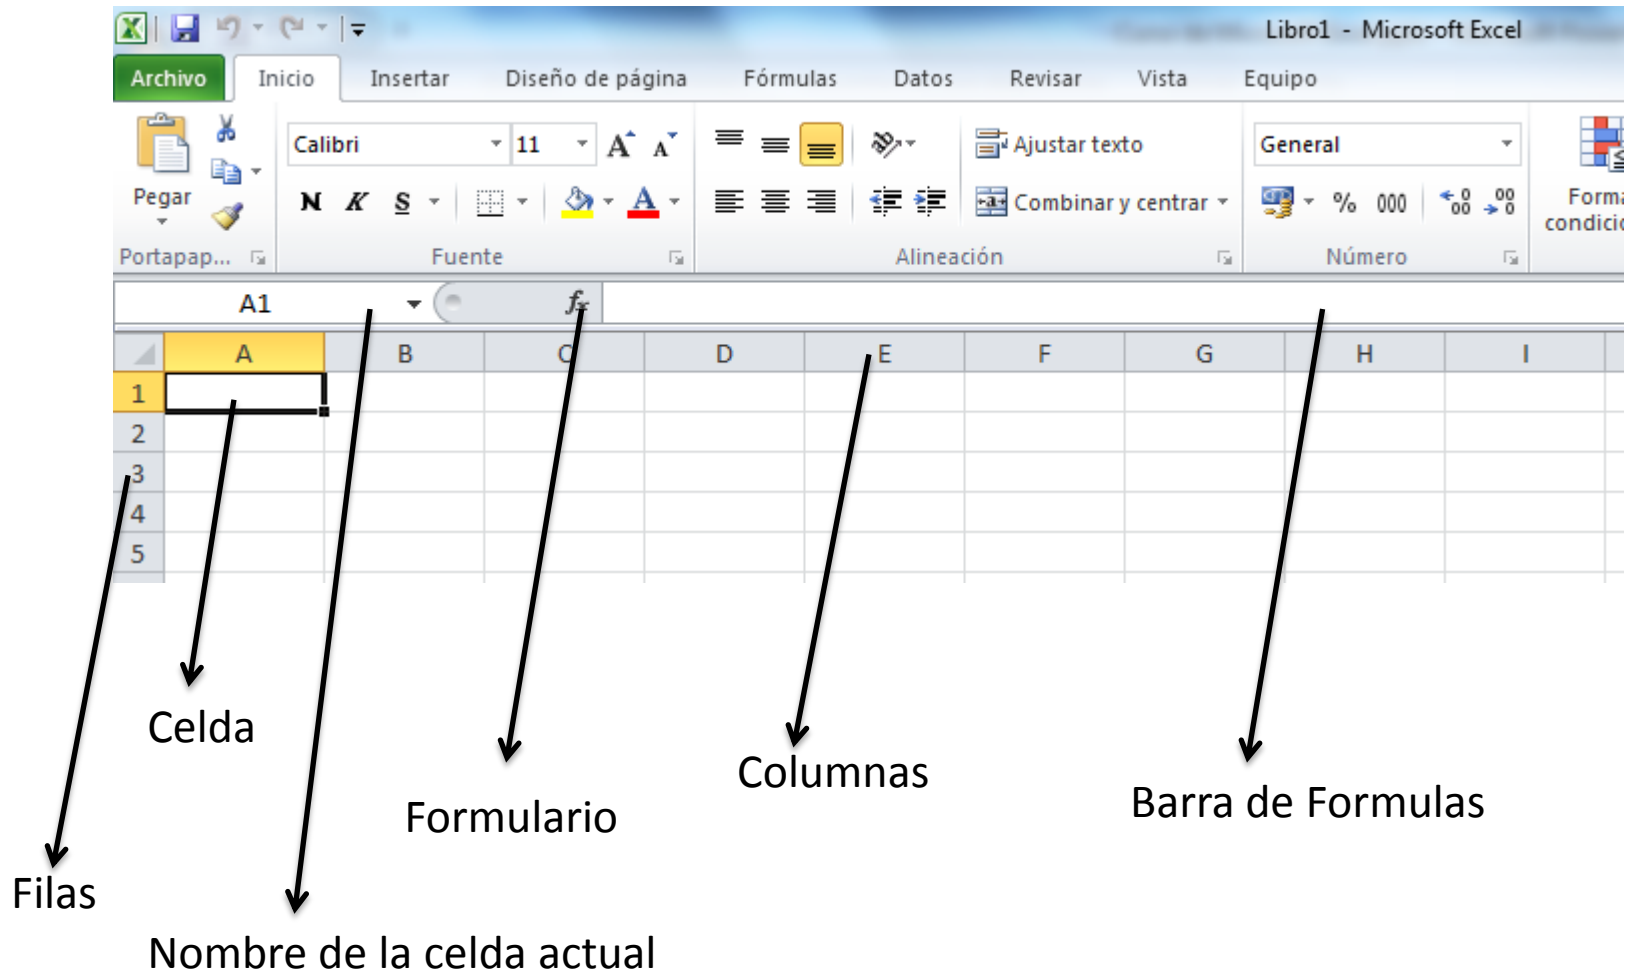 Libro1 - Microsoft Excel
Archivo Inicio Insertar Diseño de página Fórmulas Datos Revisar Vista Equipo
Calibri 11 A A Ajustar texto General
Pegar N K S A Combinar y centrar % 000
Portapap... Fuente Alineación Número
A1 fx
A B C D E F G H I
1
2
3
4
5
Celda
Columnas
Barra de Formulas
Formulario
Filas
Nombre de la celda actual